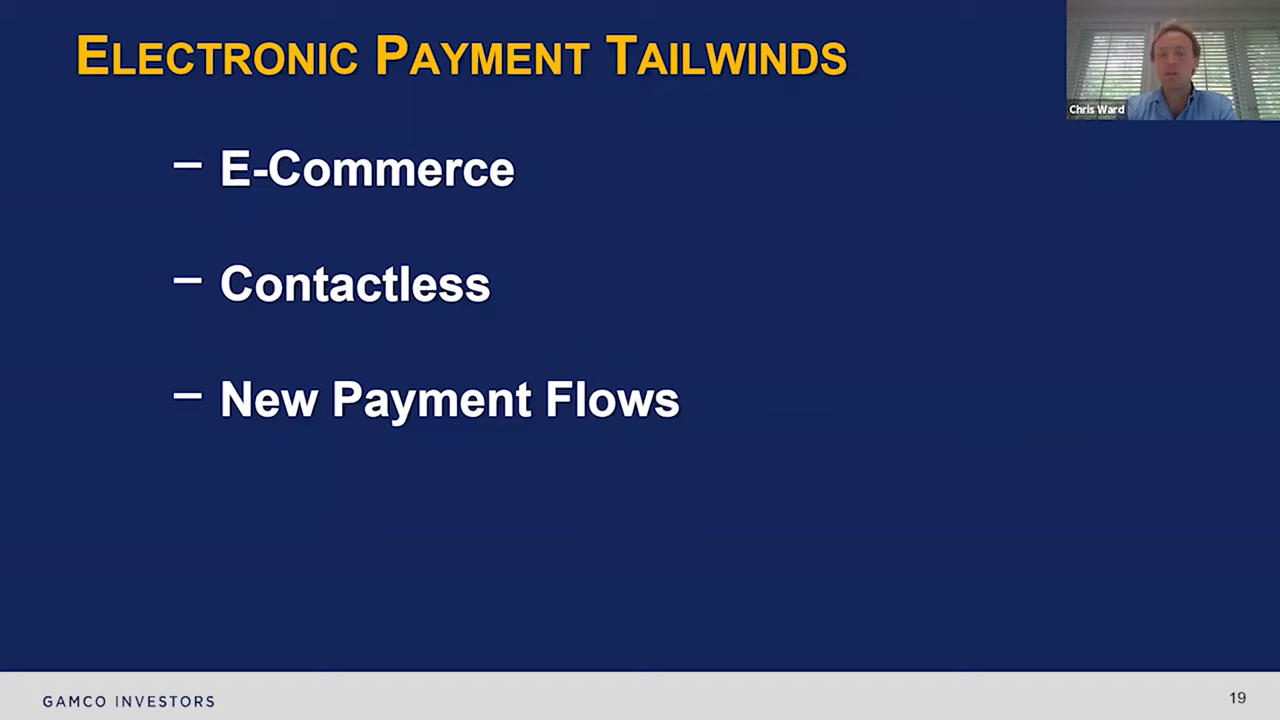 ELECTRONIC PAYMENT TAILWINDS
Chris Ward
– E-Commerce
– Contactless
– New Payment Flows
GAMCO INVESTORS
19